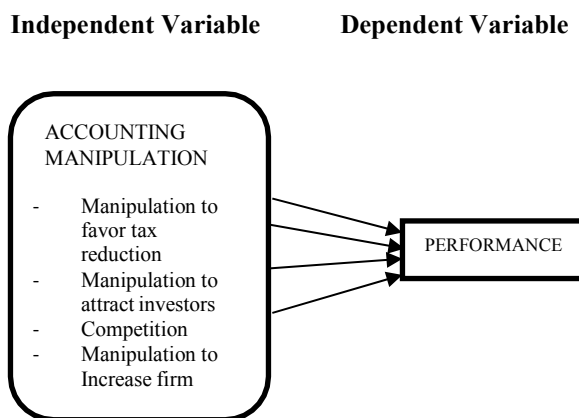 Independent Variable Dependent Variable
ACCOUNTING
MANIPULATION
- Manipulation to
favor tax
reduction
- Manipulation to
attract investors
- Competition
- Manipulation to
Increase firm
PERFORMANCE